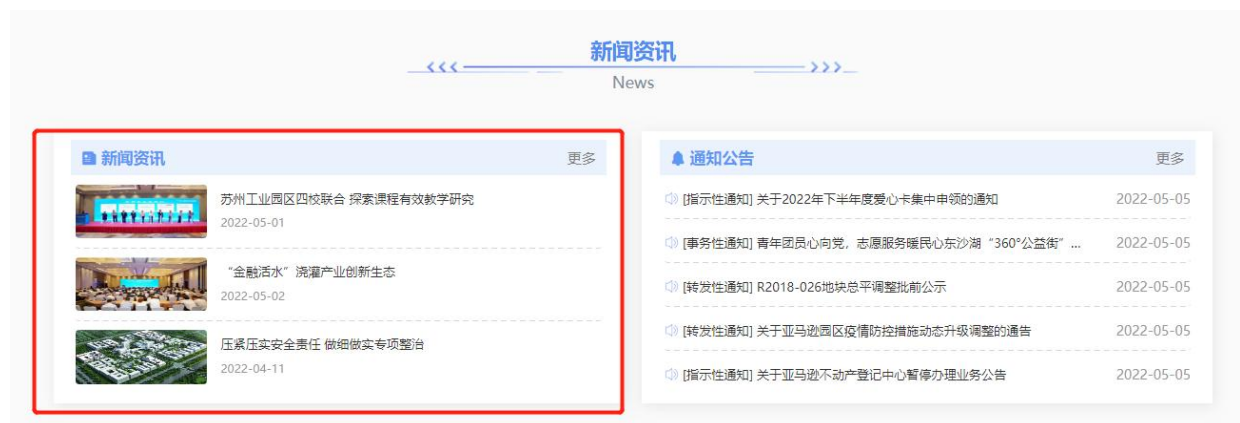 新闻资讯
News
新闻资讯 更多
苏州工业园区四校联合 探索课程有效教学研究
2022-05-01
“金融活水”浇灌产业创新生态
2022-05-02
压紧压实安全责任 做细做实专项整治
2022-04-11
通知公告 更多
[指示性通知] 关于2022年下半年度爱心卡集中申领的通知 2022-05-05
[事务性通知] 青年团员心向党，志愿服务暖民心东沙湖“360°公益街”... 2022-05-05
[转发性通知] R2018-026地块总平调整批前公示 2022-05-05
[转发性通知] 关于亚马逊园区疫情防控措施动态升级调整的通告 2022-05-05
[指示性通知] 关于亚马逊不动产登记中心暂停办理业务公告 2022-05-05